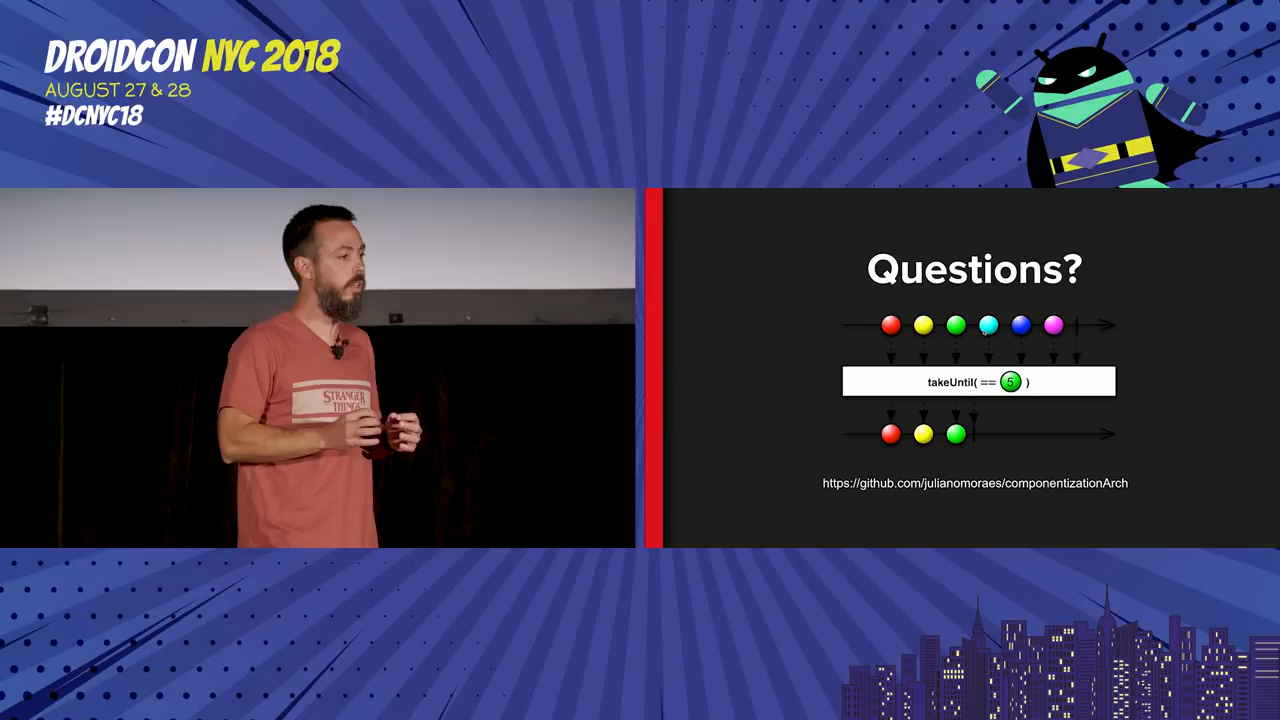 DROIDCON NYC 2018
AUGUST 27 & 28
#DCNYC18
STRANGER
THINGS
Questions?
takeUntil( == 5 )
https://github.com/julianomoraes/componentizationArch